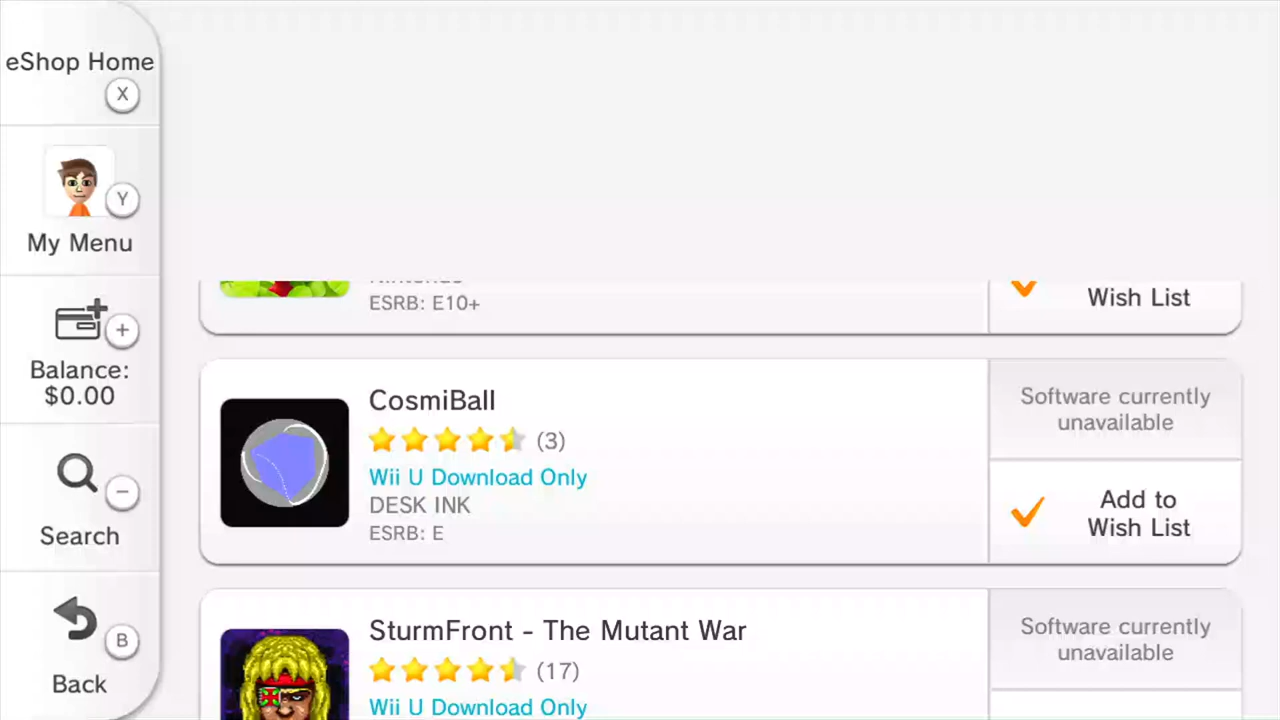 eShop Home
X
Y
My Menu
+
Balance:
$0.00
−
Search
B
Back
Nintendo
ESRB: E10+
Wish List
CosmiBall
(3)
Wii U Download Only
DESK INK
ESRB: E
Software currently
unavailable
Add to
Wish List
SturmFront - The Mutant War
(17)
Wii U Download Only
Software currently
unavailable